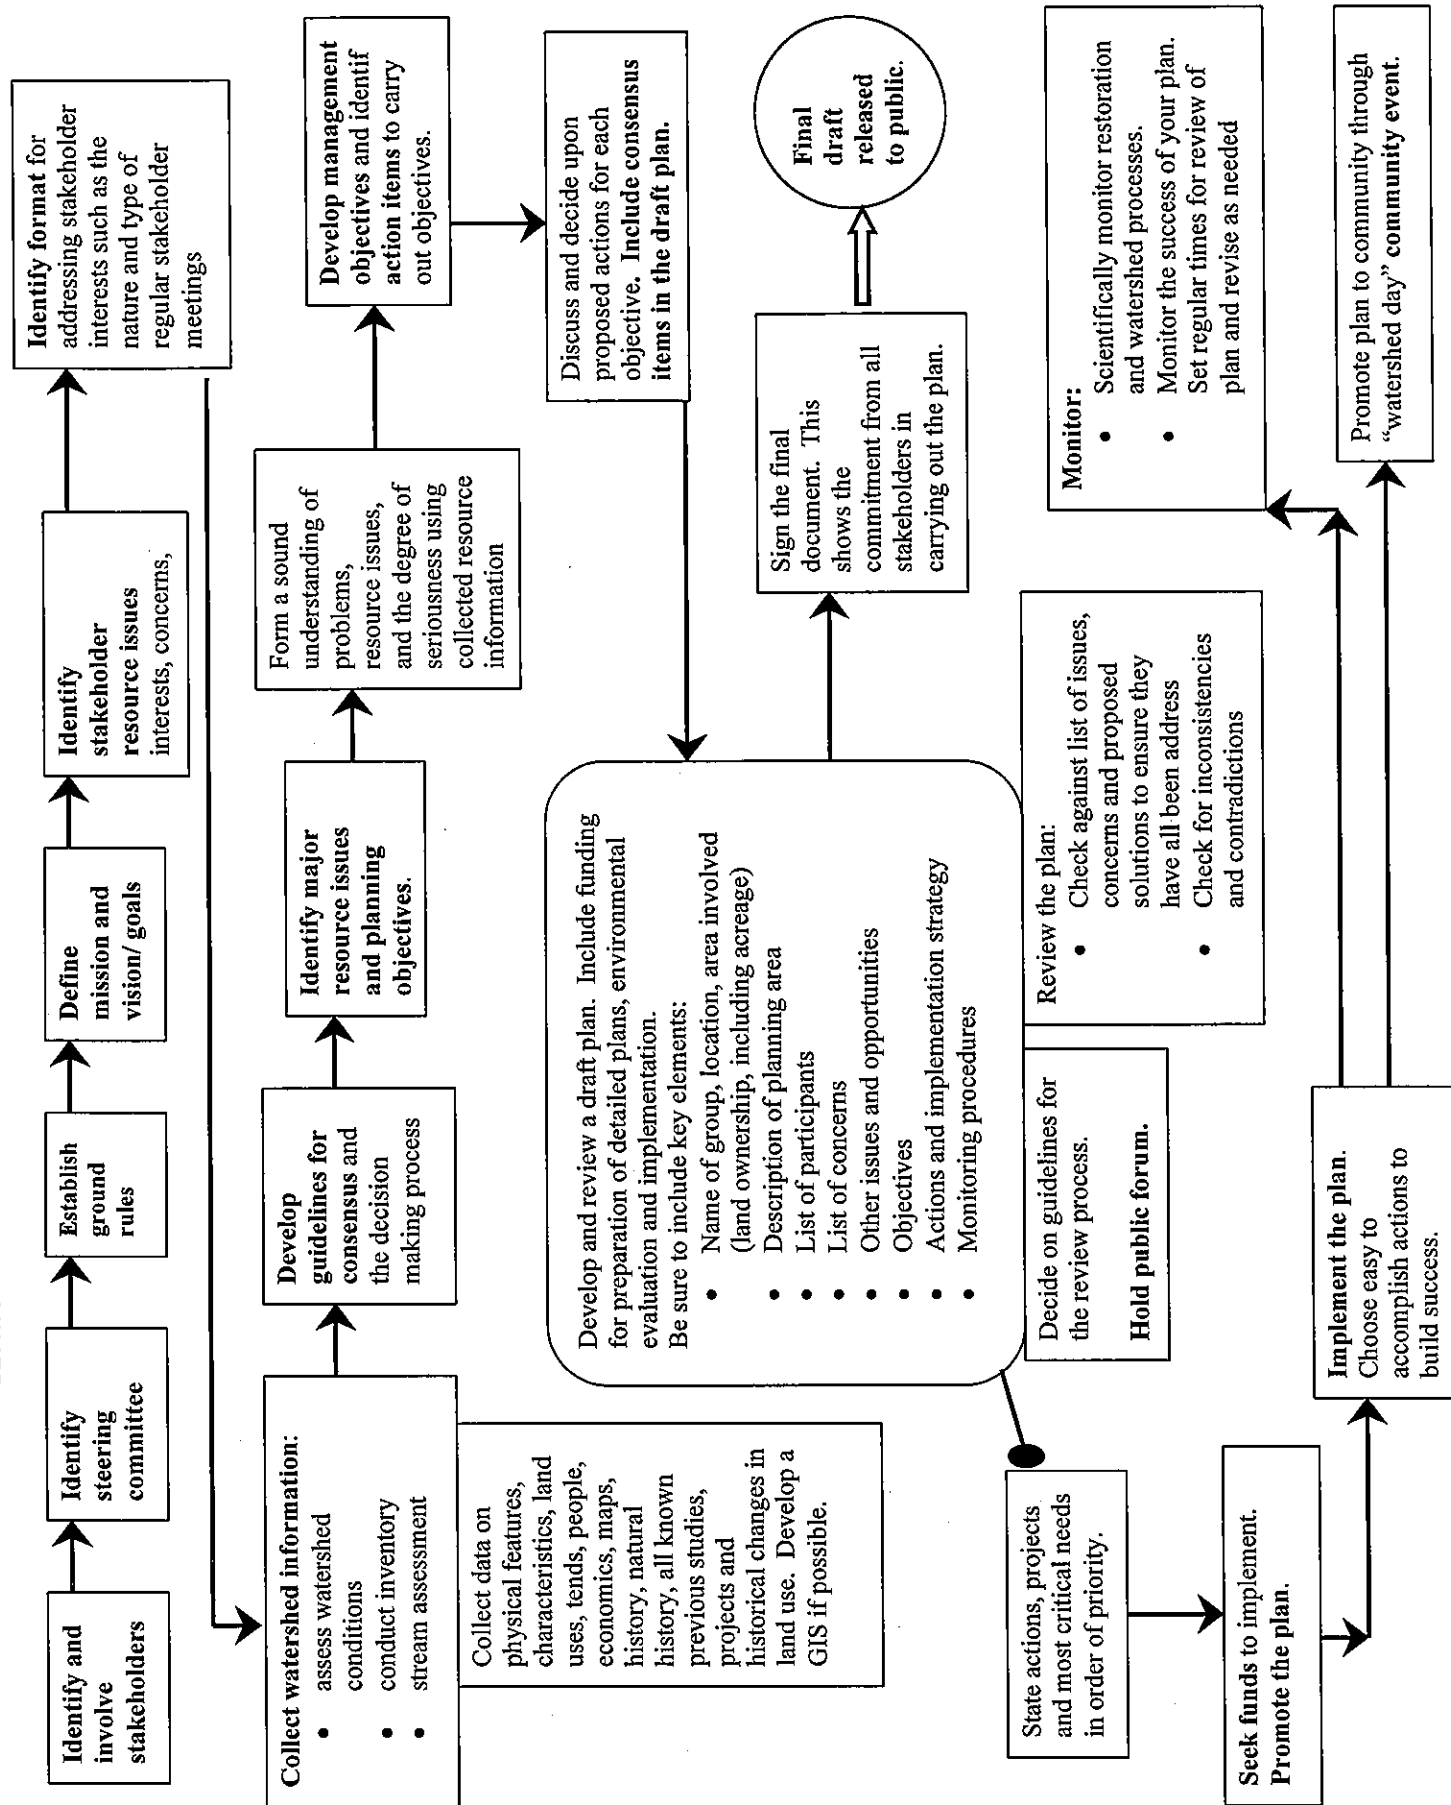 Identify and
involve
stakeholders
Identify
steering
committee
Establish
ground
rules
Define
mission and
vision/ goals
Identify
stakeholder
resource issues
interests, concerns,
Identify format for
addressing stakeholder
interests such as the
nature and type of
regular stakeholder
meetings
Collect watershed information:
• assess watershed
conditions
• conduct inventory
• stream assessment
Collect data on
physical features,
characteristics, land
uses, tends, people,
economics, maps,
history, natural
history, all known
previous studies,
projects and
historical changes in
land use. Develop a
GIS if possible.
Develop
guidelines for
consensus and
the decision
making process
Identify major
resource issues
and planning
objectives.
Form a sound
understanding of
problems,
resource issues,
and the degree of
seriousness using
collected resource
information
Develop management
objectives and identif
action items to carry
out objectives.
Discuss and decide upon
proposed actions for each
objective. Include consensus
items in the draft plan.
Develop and review a draft plan. Include funding
for preparation of detailed plans, environmental
evaluation and implementation.
Be sure to include key elements:
• Name of group, location, area involved
(land ownership, including acreage)
• Description of planning area
• List of participants
• List of concerns
• Other issues and opportunities
• Objectives
• Actions and implementation strategy
• Monitoring procedures
Decide on guidelines for
the review process.
Hold public forum.
Review the plan:
• Check against list of issues,
concerns and proposed
solutions to ensure they
have all been address
• Check for inconsistencies
and contradictions
Sign the final
document. This
shows the
commitment from all
stakeholders in
carrying out the plan.
Final
draft
released
to public.
State actions, projects
and most critical needs
in order of priority.
Seek funds to implement.
Promote the plan.
Implement the plan.
Choose easy to
accomplish actions to
build success.
Monitor:
• Scientifically monitor restoration
and watershed processes.
• Monitor the success of your plan.
Set regular times for review of
plan and revise as needed
Promote plan to community through
“watershed day” community event.